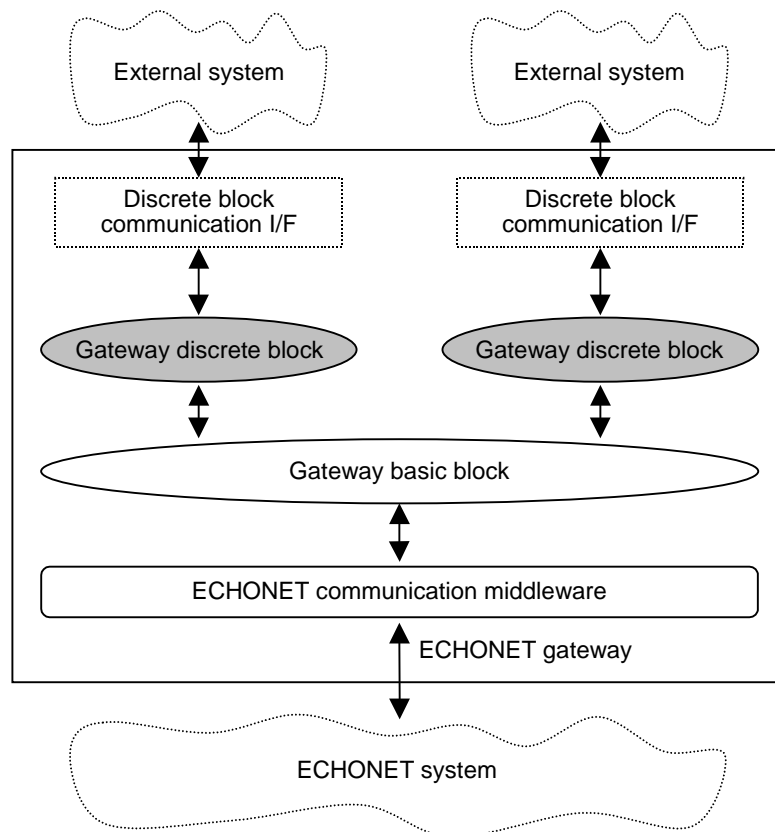 External system
External system
Discrete block
communication I/F
Discrete block
communication I/F
Gateway discrete block
Gateway discrete block
Gateway basic block
ECHONET communication middleware
ECHONET gateway
ECHONET system